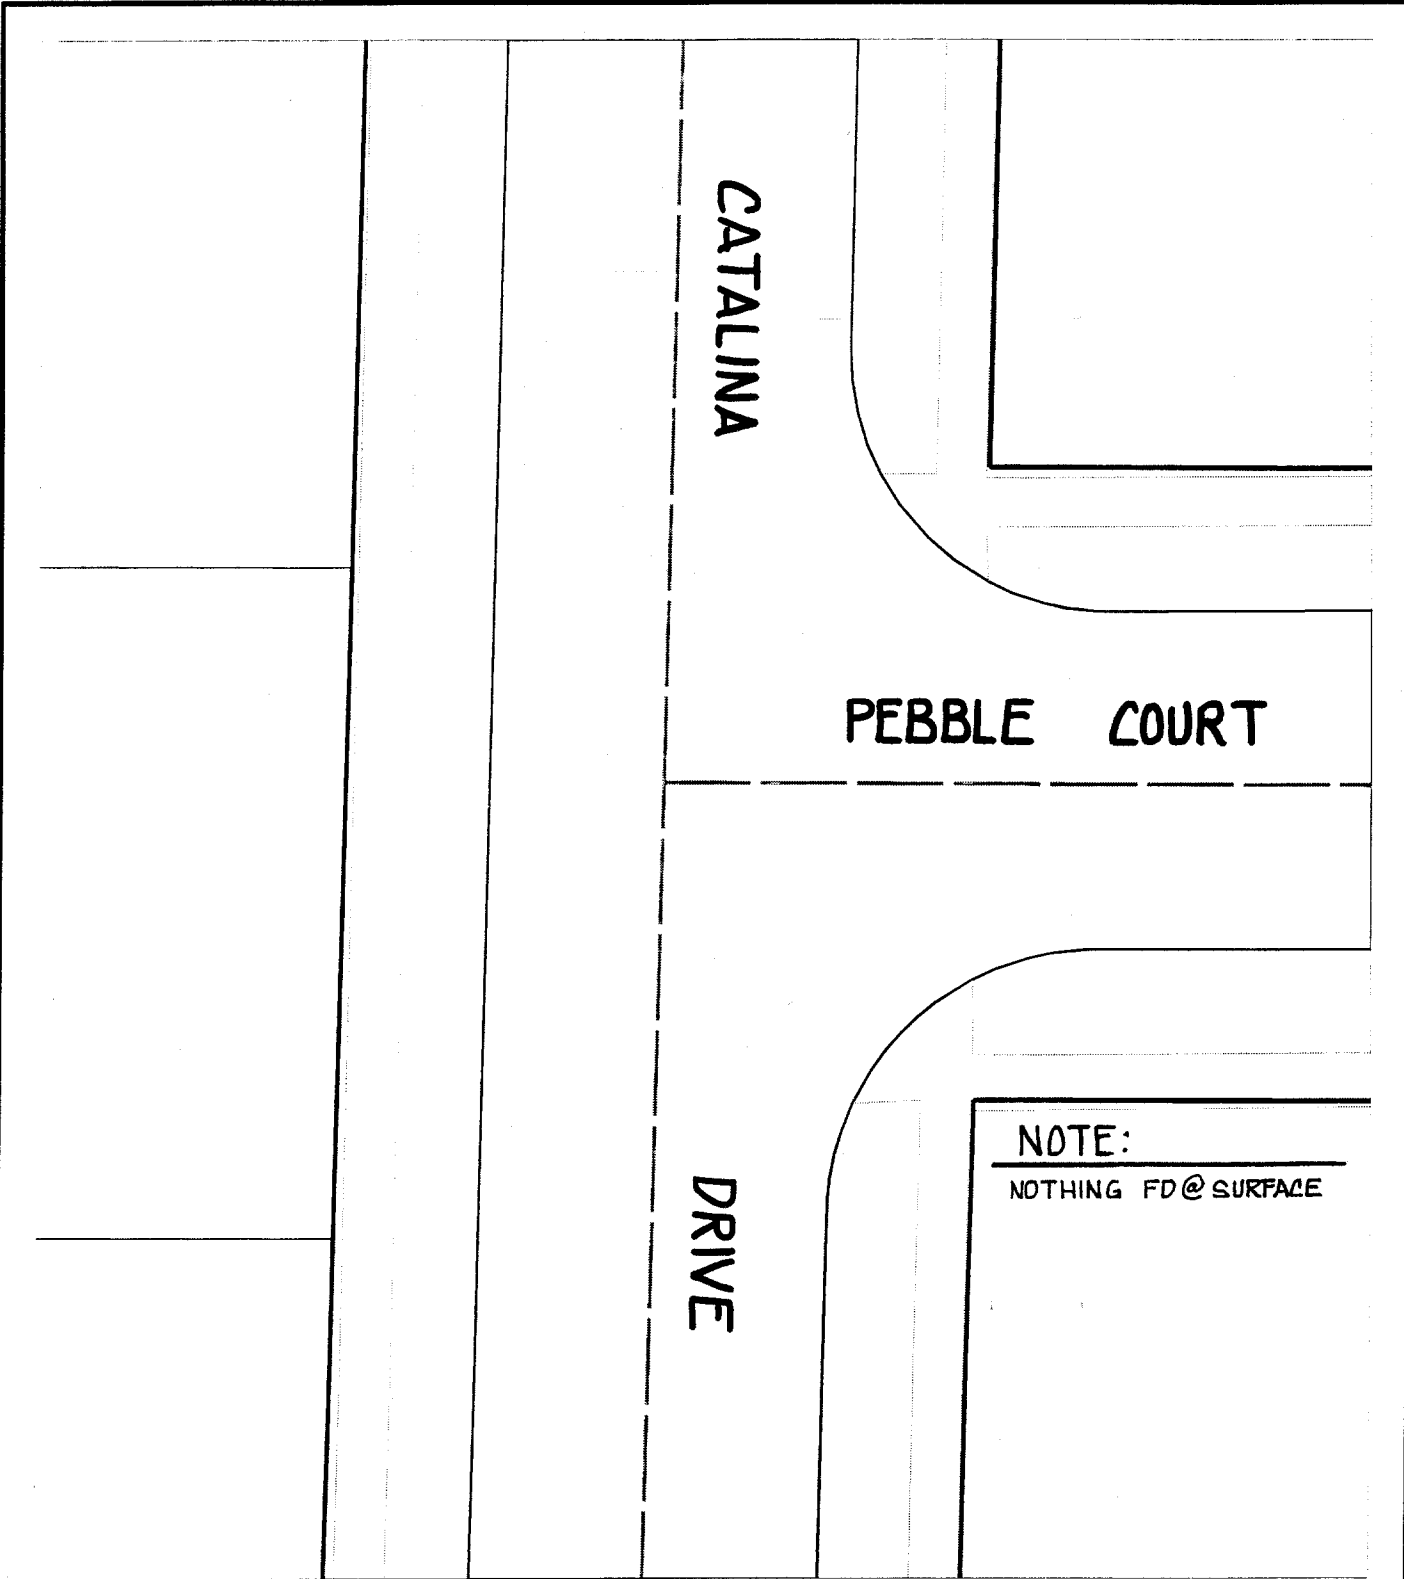 CATALINA
PEBBLE COURT
NOTE:
NOTHING FD@SURFACE
DRIVE